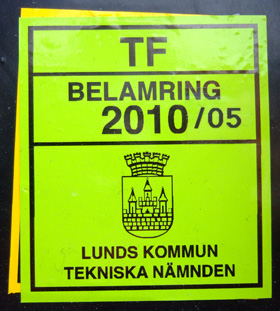 TF
BELAMRING
2010/05
LUNDS KOMMUN
TEKNISKA NÄMNDEN